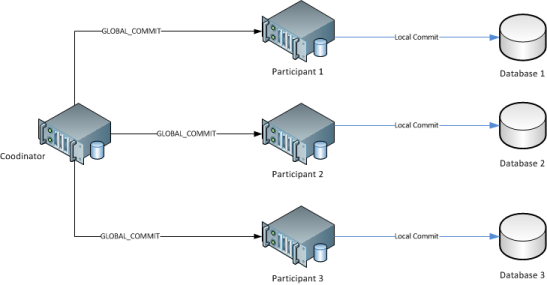 GLOBAL_COMMIT
Local Commit
Participant 1
Database 1
GLOBAL_COMMIT
Local Commit
Coodinator
Participant 2
Database 2
GLOBAL_COMMIT
Local Commit
Participant 3
Database 3